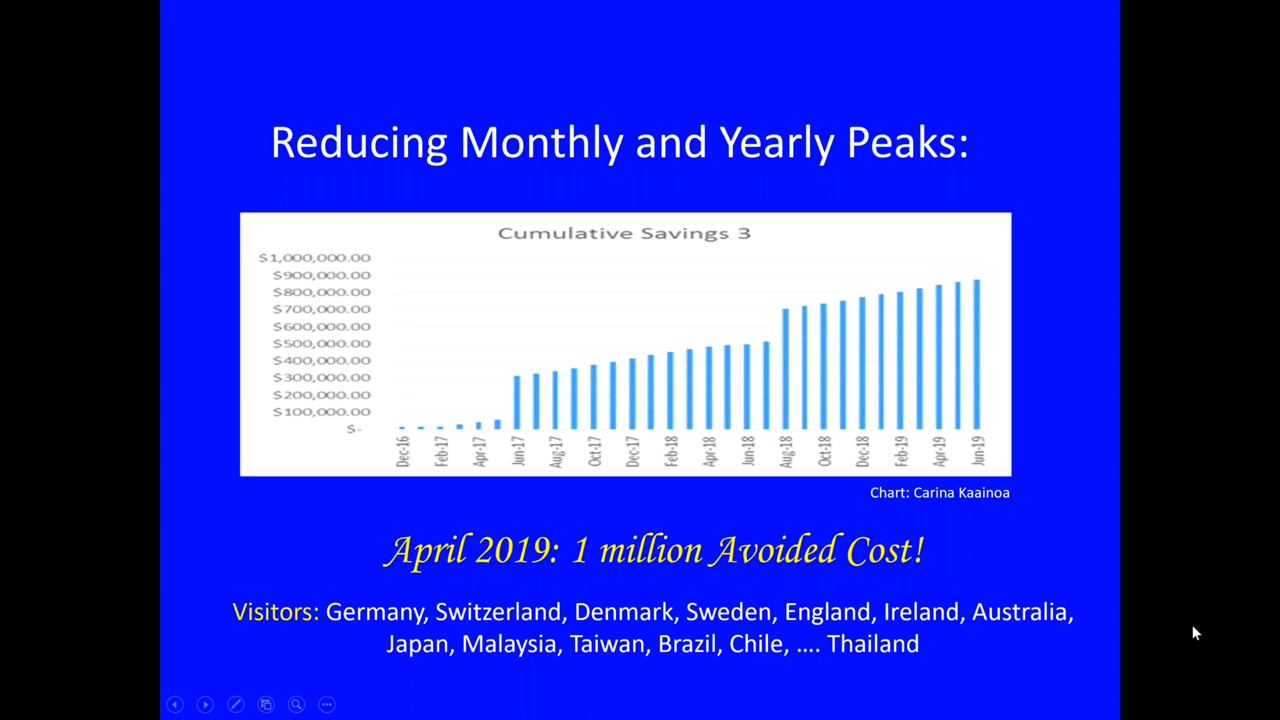 Reducing Monthly and Yearly Peaks:
Cumulative Savings 3
$1,000,000.00
$900,000.00
$800,000.00
$700,000.00
$600,000.00
$500,000.00
$400,000.00
$300,000.00
$200,000.00
$100,000.00
$-
Dec-16
Feb-17
Apr-17
Jun-17
Aug-17
Oct-17
Dec-17
Feb-18
Apr-18
Jun-18
Aug-18
Oct-18
Dec-18
Feb-19
Apr-19
Jun-19
Chart: Carina Kaainoa
April 2019: 1 million Avoided Cost!
Visitors: Germany, Switzerland, Denmark, Sweden, England, Ireland, Australia,
Japan, Malaysia, Taiwan, Brazil, Chile, .... Thailand